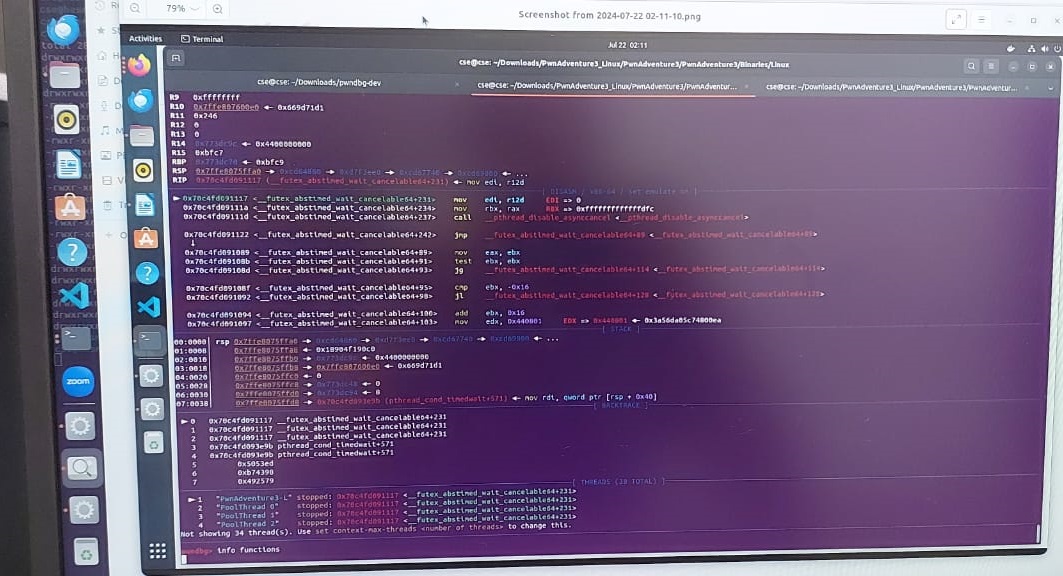 79%
Screenshot from 2024-07-22 02-11-10.png
Activities
Terminal
Jul 22 02:11
cse@cse: ~/Downloads/PwnAdventure3_Linux/PwnAdventure3/PwnAdventure3/Binaries/Linux
cse@cse: ~/Downloads/pwndbg-dev
cse@cse: ~/Downloads/PwnAdventure3_Linux/PwnAdventure3/PwnAdventur...
cse@cse: ~/Downloads/PwnAdventure3_Linux/PwnAdventure3/PwnAdventur...
R9 0xffffffff
R10 0x7ffe807600e0 ← 0x669d71d1
R11 0x246
R12 0
R13 0
R14 0x773dc9c ← 0x4400000000
R15 0xbfc7
RBP 0x773dc70 ← 0xbfc9
RSP 0x7ffe8075ffa0 → ← ...
RIP 0x70c4fd091117 (__futex_abstimed_wait_cancelable64+231) ← mov edi, r12d
[ DISASM / x86-64 / set emulate on ]
► 0x70c4fd091117 <__futex_abstimed_wait_cancelable64+231> mov edi, r12d EDI => 0
0x70c4fd09111a <__futex_abstimed_wait_cancelable64+234> mov rbx, rax RBX => 0xfffffffffffffdfc
0x70c4fd09111d <__futex_abstimed_wait_cancelable64+237> call __pthread_disable_asynccancel <__pthread_disable_asynccancel>
0x70c4fd091122 <__futex_abstimed_wait_cancelable64+242> jmp __futex_abstimed_wait_cancelable64+89 <__futex_abstimed_wait_cancelable64+89>
↓
0x70c4fd091089 <__futex_abstimed_wait_cancelable64+89> mov eax, ebx
0x70c4fd09108b <__futex_abstimed_wait_cancelable64+91> test ebx, ebx
0x70c4fd09108d <__futex_abstimed_wait_cancelable64+93> jg __futex_abstimed_wait_cancelable64+114 <__futex_abstimed_wait_cancelable64+114>
0x70c4fd09108f <__futex_abstimed_wait_cancelable64+95> cmp ebx, -0x16
0x70c4fd091092 <__futex_abstimed_wait_cancelable64+98> jl __futex_abstimed_wait_cancelable64+128 <__futex_abstimed_wait_cancelable64+128>
0x70c4fd091094 <__futex_abstimed_wait_cancelable64+100> add ebx, 0x16
0x70c4fd091097 <__futex_abstimed_wait_cancelable64+103> mov edx, 0x440801 EDX => 0x440801 ← 0x3a56da05c74800ea
[ STACK ]
00:0000 rsp 0x7ffe8075ffa0 → ← ...
01:0008 0x7ffe8075ffa8 ← 0x18904f190c0
02:0010 0x7ffe8075ffb0 → 0x773dc9c ← 0x4400000000
03:0018 0x7ffe8075ffb8 → 0x7ffe807600e0 ← 0x669d71d1
04:0020 0x7ffe8075ffc0 ← 0
05:0028 0x7ffe8075ffc8 → 0x773dc48 ← 0
06:0030 0x7ffe8075ffd0 → 0x773dc94 ← 0
07:0038 0x7ffe8075ffd8 → 0x70c4fd093e9b (pthread_cond_timedwait+571) ← mov rdi, qword ptr [rsp + 0x40]
[ BACKTRACE ]
► 0 0x70c4fd091117 __futex_abstimed_wait_cancelable64+231
1 0x70c4fd091117 __futex_abstimed_wait_cancelable64+231
2 0x70c4fd091117 __futex_abstimed_wait_cancelable64+231
3 0x70c4fd093e9b pthread_cond_timedwait+571
4 0x70c4fd093e9b pthread_cond_timedwait+571
5 0x5053ed
6 0xb74390
7 0x492579
[ THREADS (28 TOTAL) ]
► 1 "PwnAdventure3-L" stopped: 0x70c4fd091117 <__futex_abstimed_wait_cancelable64+231>
2 "PoolThread 0" stopped: 0x70c4fd091117 <__futex_abstimed_wait_cancelable64+231>
3 "PoolThread 1" stopped: 0x70c4fd091117 <__futex_abstimed_wait_cancelable64+231>
4 "PoolThread 2" stopped: 0x70c4fd091117 <__futex_abstimed_wait_cancelable64+231>
Not showing 34 thread(s). Use set context-max-threads <number of threads> to change this.
pwndbg> info functions
zoom